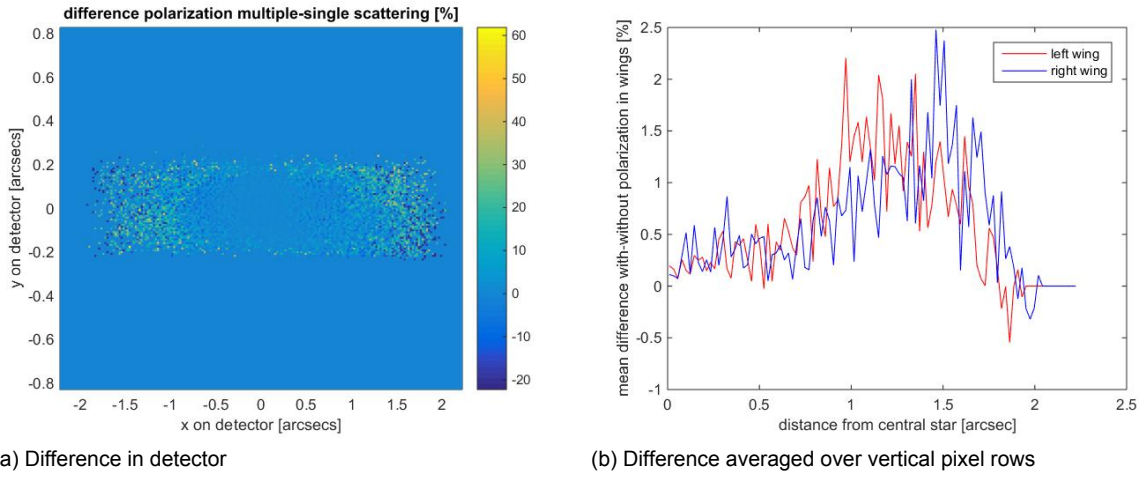 difference polarization multiple-single scattering [%]
0.8
0.6
0.4
0.2
0
-0.2
-0.4
-0.6
-0.8
y on detector [arcsecs]
-2 -1.5 -1 -0.5 0 0.5 1 1.5 2
x on detector [arcsecs]
60
50
40
30
20
10
0
-10
-20
mean difference with-without polarization in wings [%]
2.5
2
1.5
1
0.5
0
-0.5
-1
left wing
right wing
0 0.5 1 1.5 2 2.5
distance from central star [arcsec]
a) Difference in detector
(b) Difference averaged over vertical pixel rows